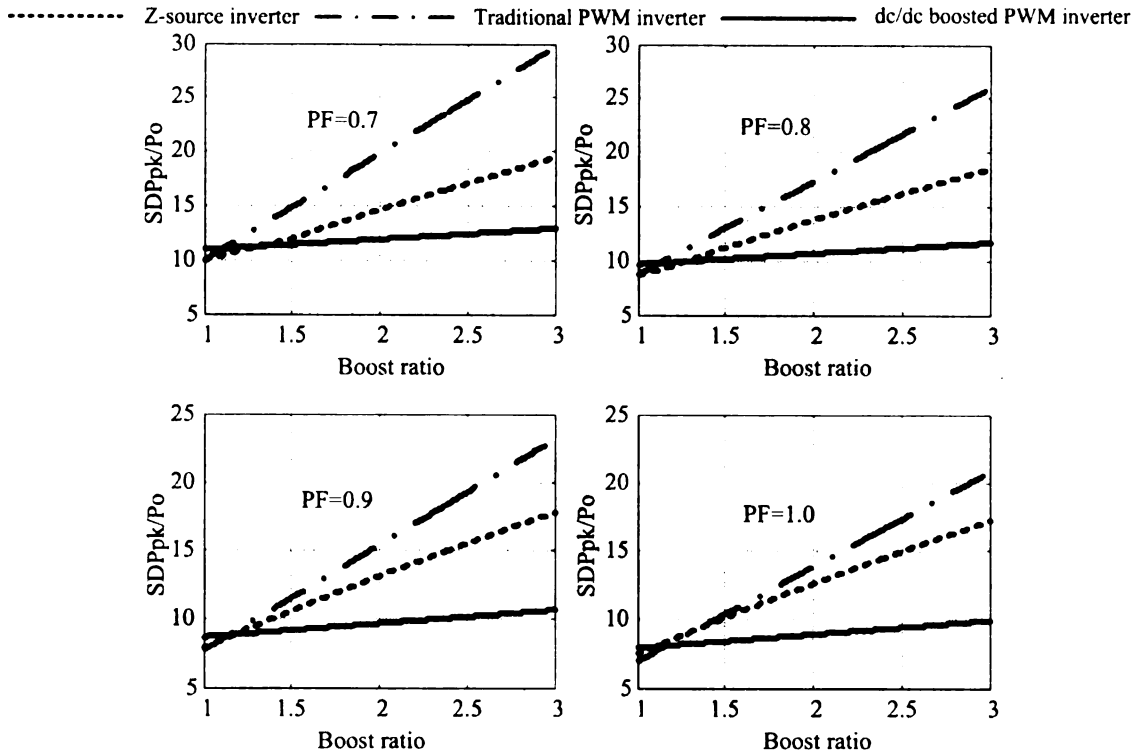 Z-source inverter Traditional PWM inverter dc/dc boosted PWM inverter
30
25
20
15
10
5
SDPpk/Po
PF=0.7
1 1.5 2 2.5 3
Boost ratio
30
25
20
15
10
5
SDPpk/Po
PF=0.8
1 1.5 2 2.5 3
Boost ratio
25
20
15
10
5
SDPpk/Po
PF=0.9
1 1.5 2 2.5 3
Boost ratio
25
20
15
10
5
SDPpk/Po
PF=1.0
1 1.5 2 2.5 3
Boost ratio